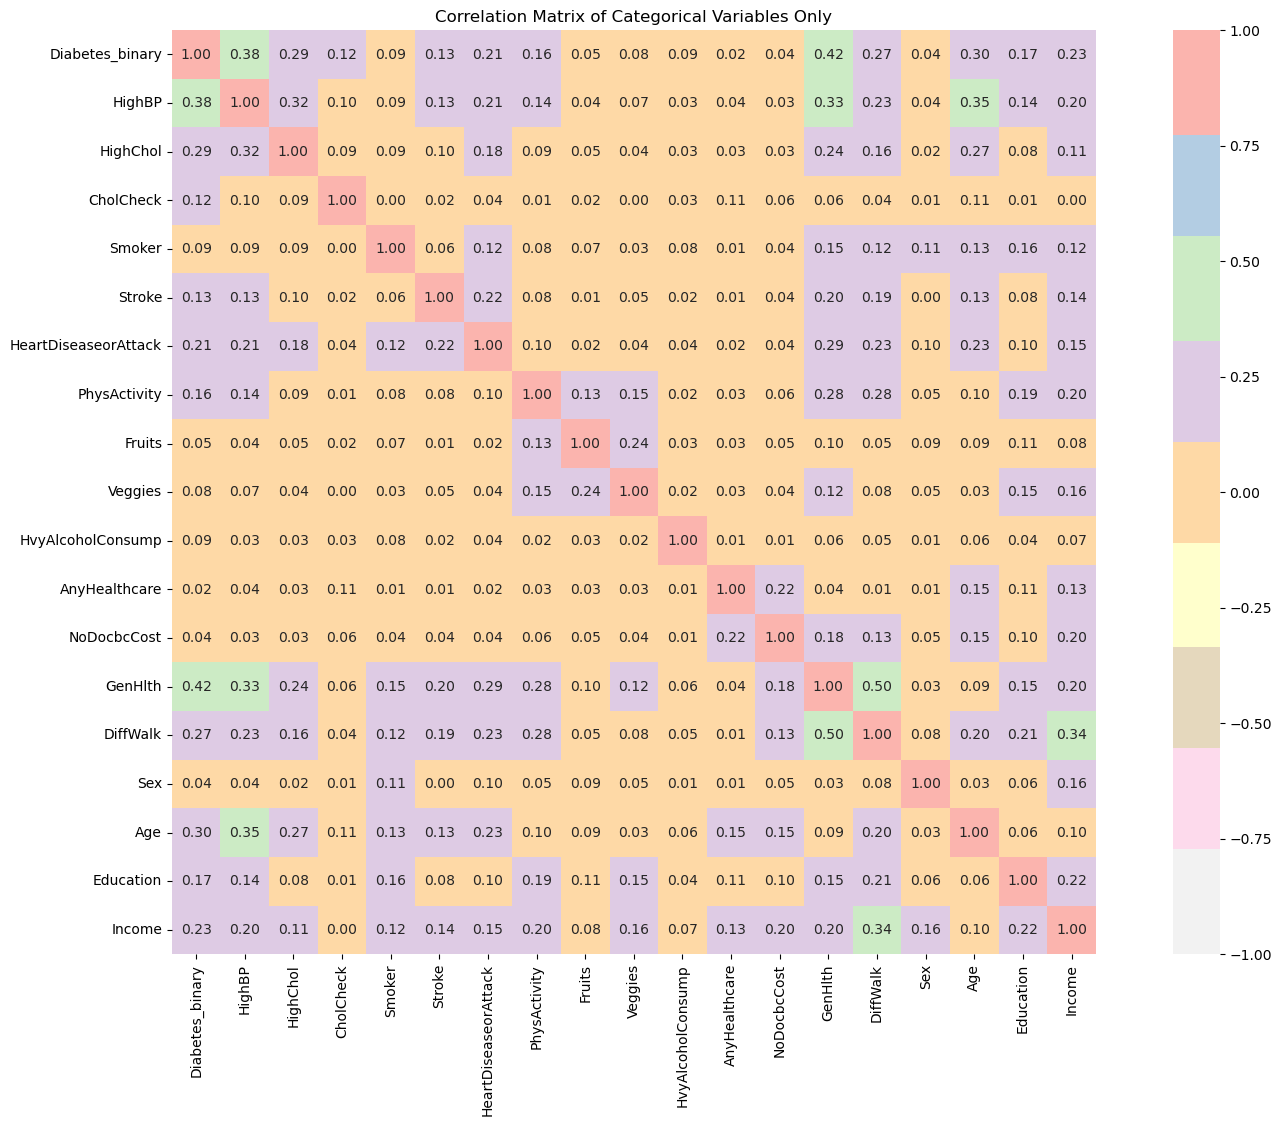 Correlation Matrix of Categorical Variables Only
Diabetes_binary 1.00 0.38 0.29 0.12 0.09 0.13 0.21 0.16 0.05 0.08 0.09 0.02 0.04 0.42 0.27 0.04 0.30 0.17 0.23
HighBP 0.38 1.00 0.32 0.10 0.09 0.13 0.21 0.14 0.04 0.07 0.03 0.04 0.03 0.33 0.23 0.04 0.35 0.14 0.20
HighChol 0.29 0.32 1.00 0.09 0.09 0.10 0.18 0.09 0.05 0.04 0.03 0.03 0.03 0.24 0.16 0.02 0.27 0.08 0.11
CholCheck 0.12 0.10 0.09 1.00 0.00 0.02 0.04 0.01 0.02 0.00 0.03 0.11 0.06 0.06 0.04 0.01 0.11 0.01 0.00
Smoker 0.09 0.09 0.09 0.00 1.00 0.06 0.12 0.08 0.07 0.03 0.08 0.01 0.04 0.15 0.12 0.11 0.13 0.16 0.12
Stroke 0.13 0.13 0.10 0.02 0.06 1.00 0.22 0.08 0.01 0.05 0.02 0.01 0.04 0.20 0.19 0.00 0.13 0.08 0.14
HeartDiseaseorAttack 0.21 0.21 0.18 0.04 0.12 0.22 1.00 0.10 0.02 0.04 0.04 0.02 0.04 0.29 0.23 0.10 0.23 0.10 0.15
PhysActivity 0.16 0.14 0.09 0.01 0.08 0.08 0.10 1.00 0.13 0.15 0.02 0.03 0.06 0.28 0.28 0.05 0.10 0.19 0.20
Fruits 0.05 0.04 0.05 0.02 0.07 0.01 0.02 0.13 1.00 0.24 0.03 0.03 0.05 0.10 0.05 0.09 0.09 0.11 0.08
Veggies 0.08 0.07 0.04 0.00 0.03 0.05 0.04 0.15 0.24 1.00 0.02 0.03 0.04 0.12 0.08 0.05 0.03 0.15 0.16
HvyAlcoholConsump 0.09 0.03 0.03 0.03 0.08 0.02 0.04 0.02 0.03 0.02 1.00 0.01 0.01 0.06 0.05 0.01 0.06 0.04 0.07
AnyHealthcare 0.02 0.04 0.03 0.11 0.01 0.01 0.02 0.03 0.03 0.03 0.01 1.00 0.22 0.04 0.01 0.01 0.15 0.11 0.13
NoDocbcCost 0.04 0.03 0.03 0.06 0.04 0.04 0.04 0.06 0.05 0.04 0.01 0.22 1.00 0.18 0.13 0.05 0.15 0.10 0.20
GenHlth 0.42 0.33 0.24 0.06 0.15 0.20 0.29 0.28 0.10 0.12 0.06 0.04 0.18 1.00 0.50 0.03 0.09 0.15 0.20
DiffWalk 0.27 0.23 0.16 0.04 0.12 0.19 0.23 0.28 0.05 0.08 0.05 0.01 0.13 0.50 1.00 0.08 0.20 0.21 0.34
Sex 0.04 0.04 0.02 0.01 0.11 0.00 0.10 0.05 0.09 0.05 0.01 0.01 0.05 0.03 0.08 1.00 0.03 0.06 0.16
Age 0.30 0.35 0.27 0.11 0.13 0.13 0.23 0.10 0.09 0.03 0.06 0.15 0.15 0.09 0.20 0.03 1.00 0.06 0.10
Education 0.17 0.14 0.08 0.01 0.16 0.08 0.10 0.19 0.11 0.15 0.04 0.11 0.10 0.15 0.21 0.06 0.06 1.00 0.22
Income 0.23 0.20 0.11 0.00 0.12 0.14 0.15 0.20 0.08 0.16 0.07 0.13 0.20 0.20 0.34 0.16 0.10 0.22 1.00
Diabetes_binary
HighBP
HighChol
CholCheck
Smoker
Stroke
HeartDiseaseorAttack
PhysActivity
Fruits
Veggies
HvyAlcoholConsump
AnyHealthcare
NoDocbcCost
GenHlth
DiffWalk
Sex
Age
Education
Income
1.00
0.75
0.50
0.25
0.00
−0.25
−0.50
−0.75
−1.00